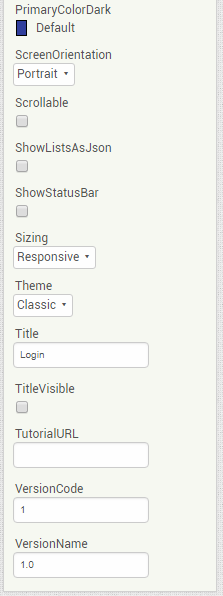 PrimaryColorDark
Default
ScreenOrientation
Portrait
Scrollable
ShowListsAsJson
ShowStatusBar
Sizing
Responsive
Theme
Classic
Title
Login
TitleVisible
TutorialURL
VersionCode
1
VersionName
1.0